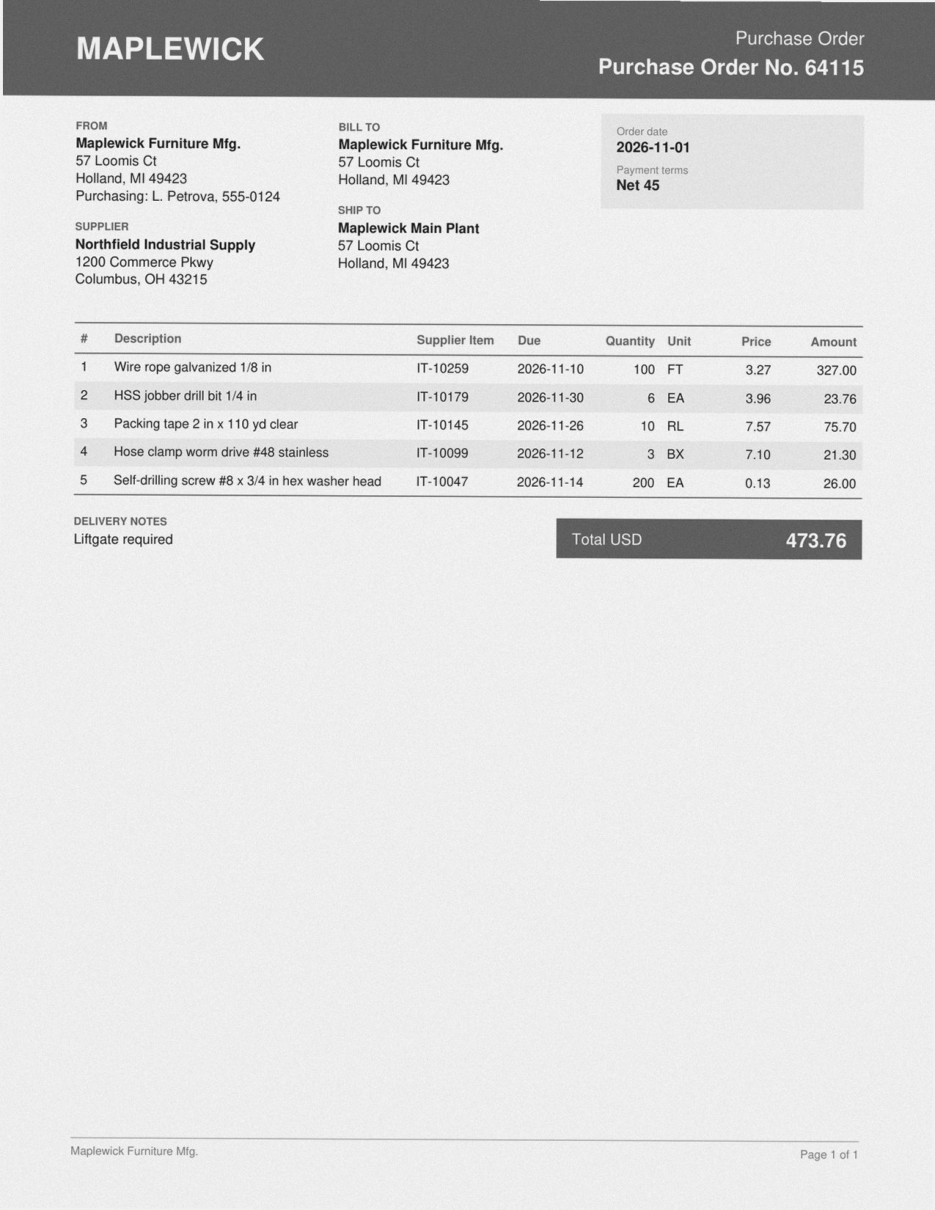 MAPLEWICK
Purchase Order
Purchase Order No. 64115
FROM
Maplewick Furniture Mfg.
57 Loomis Ct
Holland, MI 49423
Purchasing: L. Petrova, 555-0124
SUPPLIER
Northfield Industrial Supply
1200 Commerce Pkwy
Columbus, OH 43215
BILL TO
Maplewick Furniture Mfg.
57 Loomis Ct
Holland, MI 49423
SHIP TO
Maplewick Main Plant
57 Loomis Ct
Holland, MI 49423
Order date
2026-11-01
Payment terms
Net 45
# Description Supplier Item Due Quantity Unit Price Amount
1 Wire rope galvanized 1/8 in IT-10259 2026-11-10 100 FT 3.27 327.00
2 HSS jobber drill bit 1/4 in IT-10179 2026-11-30 6 EA 3.96 23.76
3 Packing tape 2 in x 110 yd clear IT-10145 2026-11-26 10 RL 7.57 75.70
4 Hose clamp worm drive #48 stainless IT-10099 2026-11-12 3 BX 7.10 21.30
5 Self-drilling screw #8 x 3/4 in hex washer head IT-10047 2026-11-14 200 EA 0.13 26.00
DELIVERY NOTES
Liftgate required
Total USD 473.76
Maplewick Furniture Mfg.
Page 1 of 1